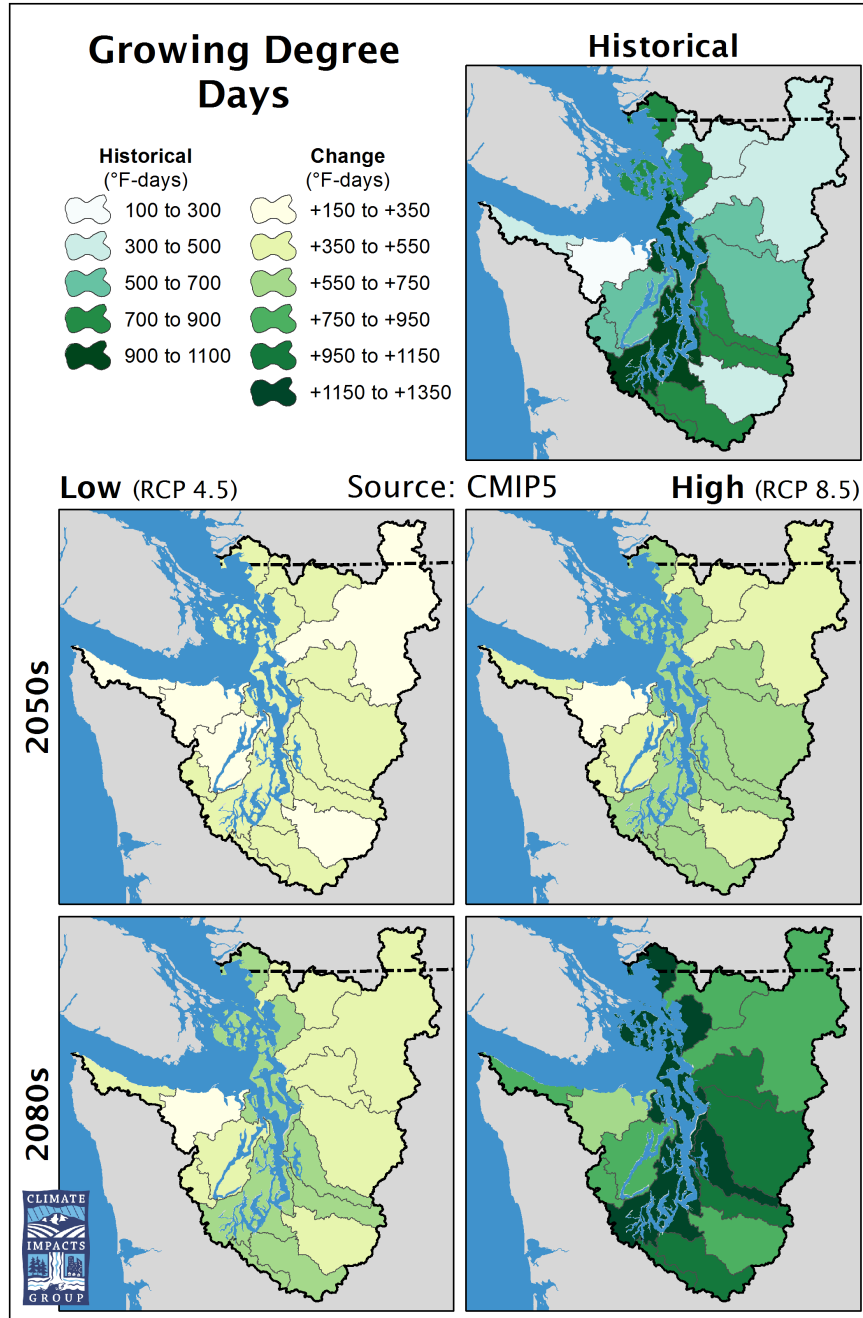 Growing Degree
Days
Historical
Historical
(°F-days)
100 to 300
300 to 500
500 to 700
700 to 900
900 to 1100
Change
(°F-days)
+150 to +350
+350 to +550
+550 to +750
+750 to +950
+950 to +1150
+1150 to +1350
Low (RCP 4.5)
Source: CMIP5
High (RCP 8.5)
2050s
2080s
CLIMATE
IMPACTS
GROUP